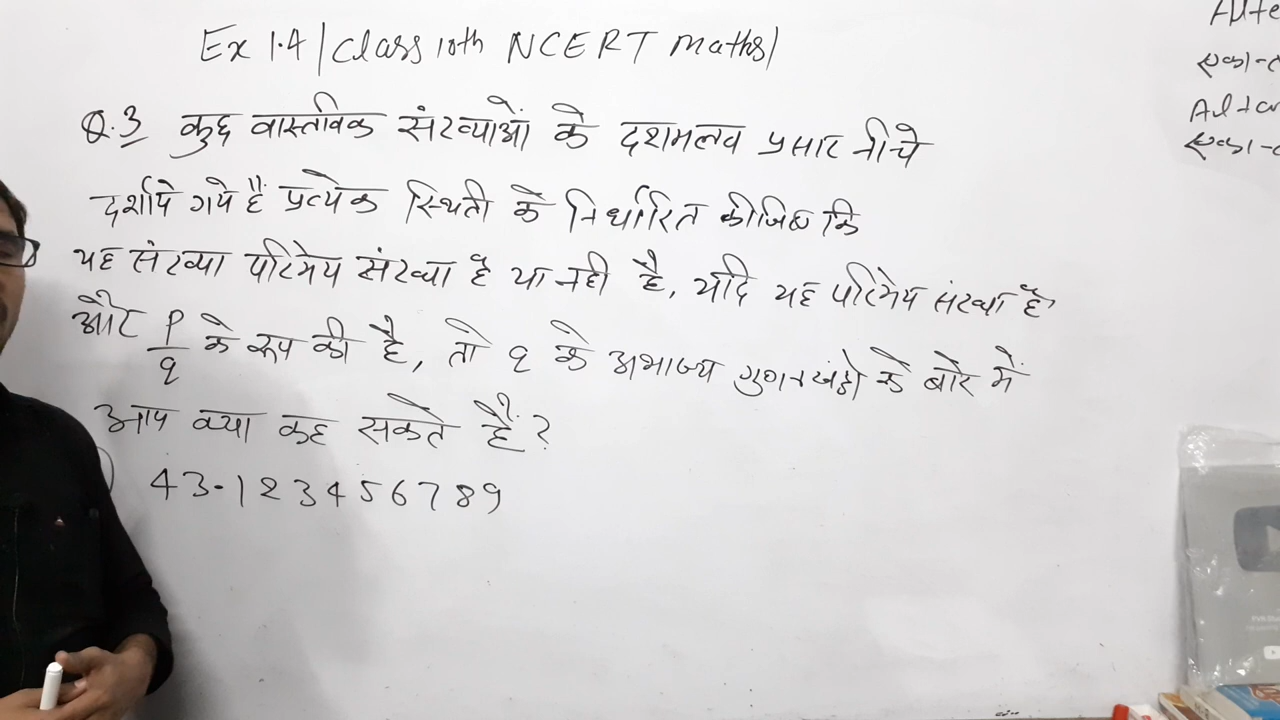 Ex 1.4 / Class 10th NCERT Maths /
Q.3 कुछ वास्तविक संख्याओं के दशमलव प्रसार नीचे
दर्शाये गये हैं प्रत्येक स्थिती के निर्धारित कीजिए कि
यह संख्या परिमेय संख्या है या नही है, यदि यह परिमेय संख्या है
और p/q के रूप की है, तो q के अभाज्य गुणनखंडो के बारे में
आप क्या कह सकते हैं?
) 43.123456789